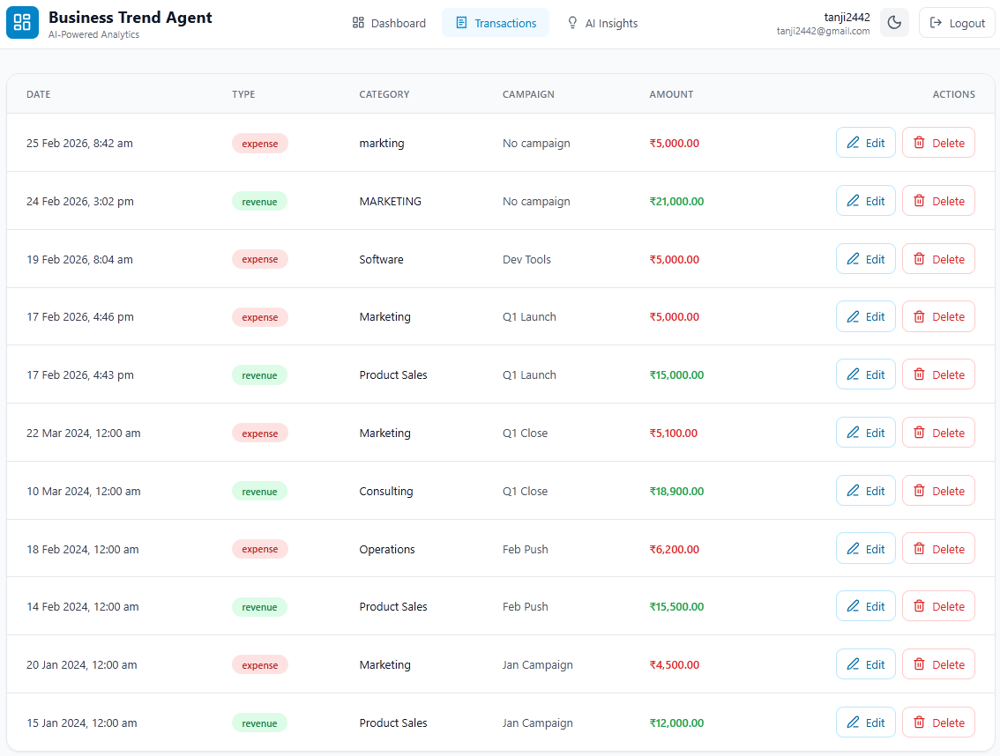 Business Trend Agent
AI-Powered Analytics
Dashboard
Transactions
AI Insights
tanji2442
tanji2442@gmail.com
Logout
DATE TYPE CATEGORY CAMPAIGN AMOUNT ACTIONS
25 Feb 2026, 8:42 am expense markting No campaign ₹5,000.00 Edit Delete
24 Feb 2026, 3:02 pm revenue MARKETING No campaign ₹21,000.00 Edit Delete
19 Feb 2026, 8:04 am expense Software Dev Tools ₹5,000.00 Edit Delete
17 Feb 2026, 4:46 pm expense Marketing Q1 Launch ₹5,000.00 Edit Delete
17 Feb 2026, 4:43 pm revenue Product Sales Q1 Launch ₹15,000.00 Edit Delete
22 Mar 2024, 12:00 am expense Marketing Q1 Close ₹5,100.00 Edit Delete
10 Mar 2024, 12:00 am revenue Consulting Q1 Close ₹18,900.00 Edit Delete
18 Feb 2024, 12:00 am expense Operations Feb Push ₹6,200.00 Edit Delete
14 Feb 2024, 12:00 am revenue Product Sales Feb Push ₹15,500.00 Edit Delete
20 Jan 2024, 12:00 am expense Marketing Jan Campaign ₹4,500.00 Edit Delete
15 Jan 2024, 12:00 am revenue Product Sales Jan Campaign ₹12,000.00 Edit Delete